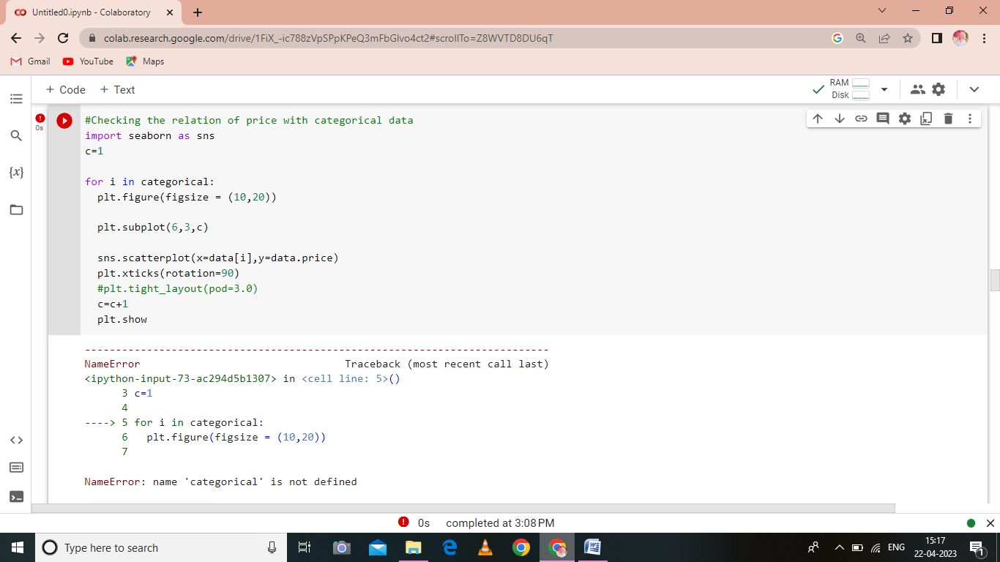 Untitled0.ipynb - Colaboratory
colab.research.google.com/drive/1FiX_-ic788zVpSPpKPeQ3mFbGlvo4ct2#scrollTo=Z8WVTD8DU6qT
Gmail YouTube Maps
+ Code + Text
RAM
Disk
0s
{x}
#Checking the relation of price with categorical data
import seaborn as sns
c=1
for i in categorical:
plt.figure(figsize = (10,20))
plt.subplot(6,3,c)
sns.scatterplot(x=data[i],y=data.price)
plt.xticks(rotation=90)
#plt.tight_layout(pod=3.0)
c=c+1
plt.show
---------------------------------------------------------------------------
NameError Traceback (most recent call last)
<ipython-input-73-ac294d5b1307> in <cell line: 5>()
3 c=1
4
----> 5 for i in categorical:
6 plt.figure(figsize = (10,20))
7
NameError: name 'categorical' is not defined
0s completed at 3:08 PM
Type here to search
ENG
15:17
22-04-2023
1